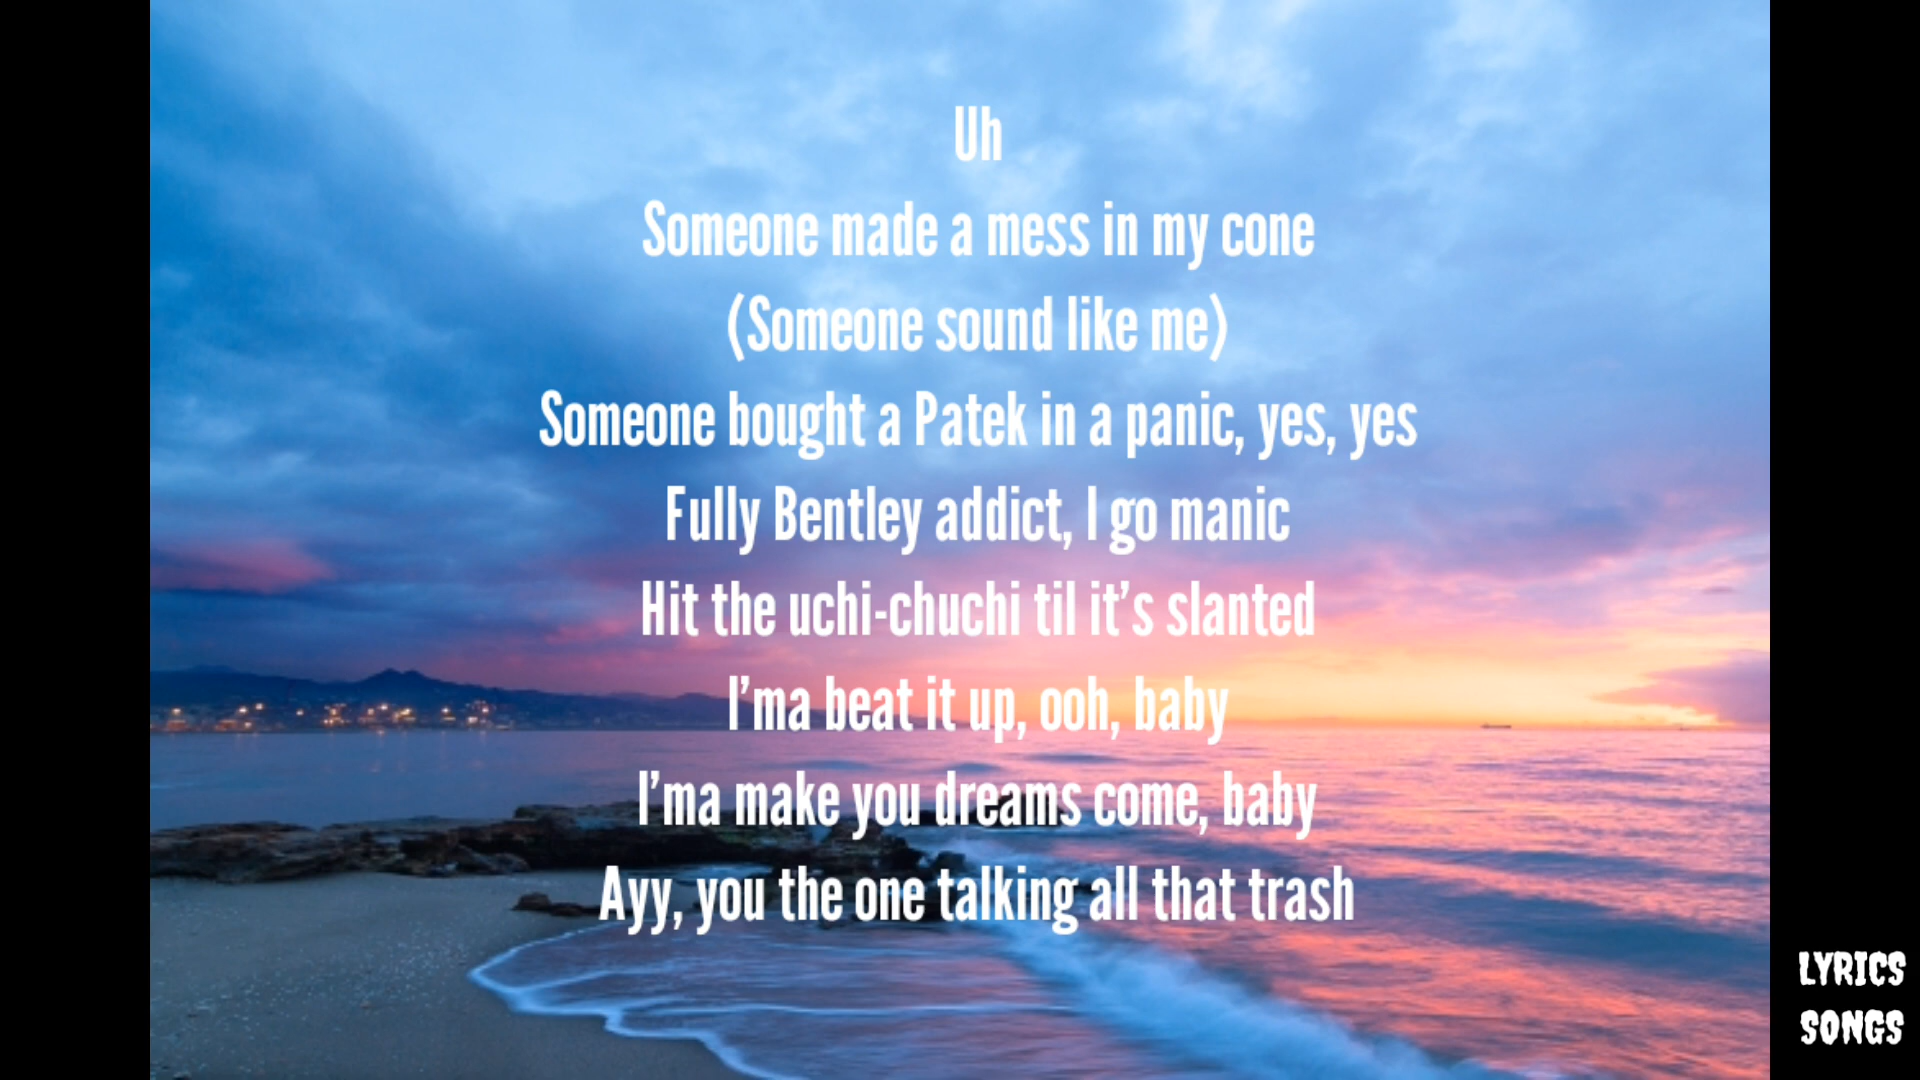 Uh
Someone made a mess in my cone
(Someone sound like me)
Someone bought a Patek in a panic, yes, yes
Fully Bentley addict, I go manic
Hit the uchi-chuchi til it's slanted
I'ma beat it up, ooh, baby
I'ma make you dreams come, baby
Ayy, you the one talking all that trash
LYRICS
SONGS